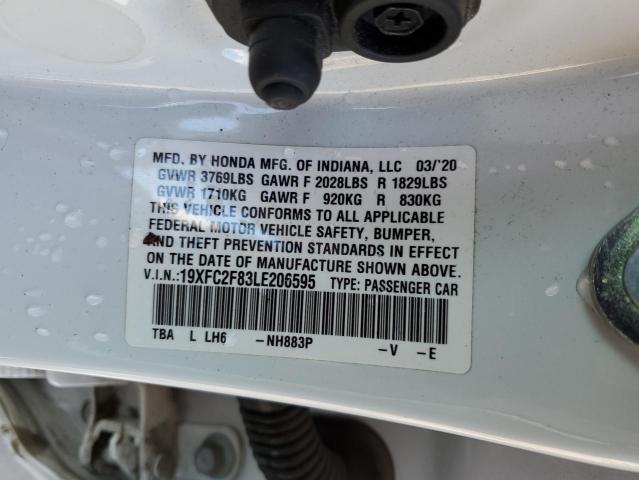 MFD. BY HONDA MFG. OF INDIANA, LLC 03/'20
GVWR 3769LBS GAWR F 2028LBS R 1829LBS
GVWR 1710KG GAWR F 920KG R 830KG
THIS VEHICLE CONFORMS TO ALL APPLICABLE
FEDERAL MOTOR VEHICLE SAFETY, BUMPER,
AND THEFT PREVENTION STANDARDS IN EFFECT
ON THE DATE OF MANUFACTURE SHOWN ABOVE.
V.I.N.:19XFC2F83LE206595 TYPE: PASSENGER CAR
TBA L LH6 -NH883P -V -E